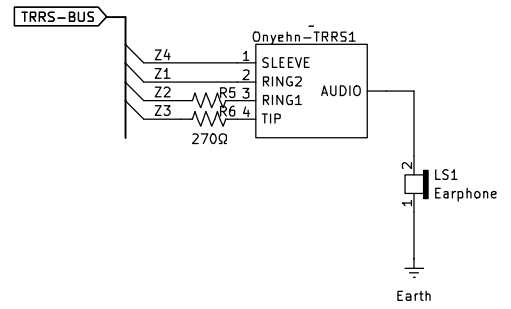 TRRS-BUS
~
Onyehn-TRRS1
Z4 1 SLEEVE
Z1 2 RING2
Z2 R5 3 RING1 AUDIO
Z3 R6 4 TIP
270Ω
2
LS1
1 Earphone
Earth